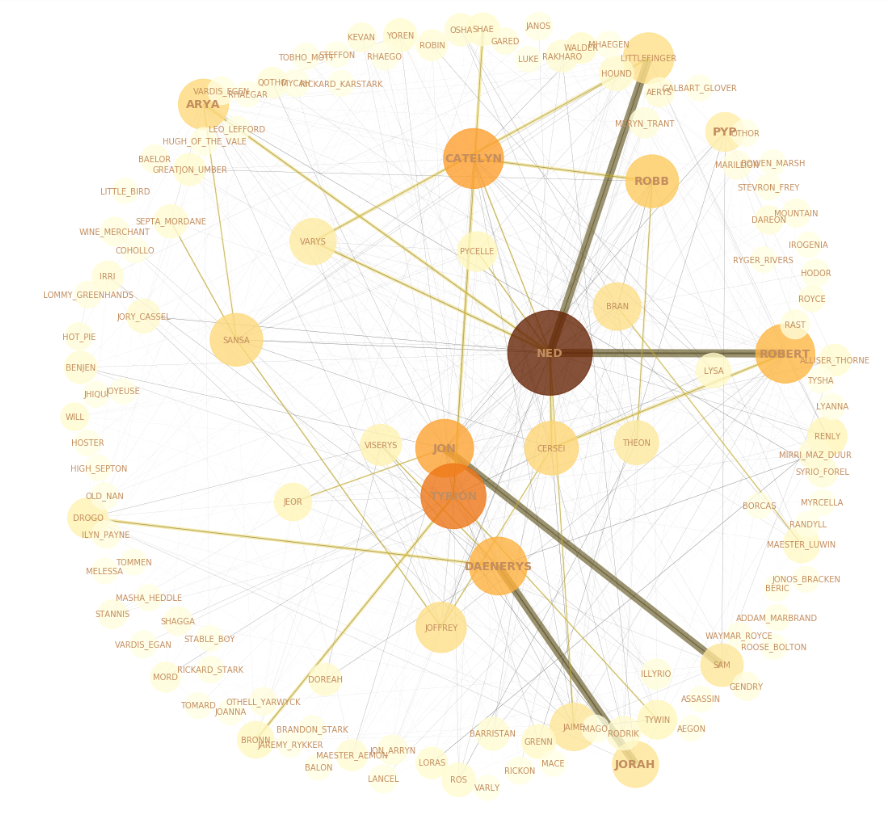 JANOS
OSHA
SHAE
YOREN
KEVAN
GARED
ROBIN
MHAEGEN
WALDER
STEFFON
TOBHO_MOTT
RHAEGO
RAKHARO
LUKE
LITTLEFINGER
HOUND
QOTHO
MYCAH
RICKARD_KARSTARK
GALBART_GLOVER
VARDIS_EGEN
AERYS
RHAEGAR
ARYA
MERYN_TRANT
LEO_LEFFORD
PYP
OTHOR
HUGH_OF_THE_VALE
CATELYN
BAELOR
BOWEN_MARSH
MARILLION
GREATJON_UMBER
ROBB
STEVRON_FREY
LITTLE_BIRD
MOUNTAIN
DAREON
SEPTA_MORDANE
WINE_MERCHANT
VARYS
IROGENIA
COHOLLO
PYCELLE
RYGER_RIVERS
HODOR
IRRI
LOMMY_GREENHANDS
ROYCE
BRAN
JORY_CASSEL
RAST
HOT_PIE
SANSA
NED
ROBERT
ALLISER_THORNE
BENJEN
LYSA
TYSHA
JHIQUI
JOYEUSE
LYANNA
WILL
RENLY
HOSTER
VISERYS
JON
CERSEI
THEON
MIRRI_MAZ_DUUR
HIGH_SEPTON
SYRIO_FOREL
OLD_NAN
TYRION
JEOR
MYRCELLA
BORCAS
DROGO
RANDYLL
ILYN_PAYNE
MAESTER_LUWIN
TOMMEN
DAENERYS
MELESSA
JONOS_BRACKEN
BERIC
MASHA_HEDDLE
STANNIS
ADDAM_MARBRAND
SHAGGA
JOFFREY
STABLE_BOY
WAYMAR_ROYCE
VARDIS_EGAN
ROOSE_BOLTON
SAM
RICKARD_STARK
MORD
ILLYRIO
DOREAH
GENDRY
ASSASSIN
OTHELL_YARWYCK
TOMARD
JOANNA
TYWIN
BRANDON_STARK
JAIME
MAGO
AEGON
BARRISTAN
RODRIK
BRONN
JAREMY_RYKKER
GRENN
JON_ARRYN
MAESTER_AEMON
LORAS
MACE
JORAH
BALON
RICKON
LANCEL
ROS
VARLY